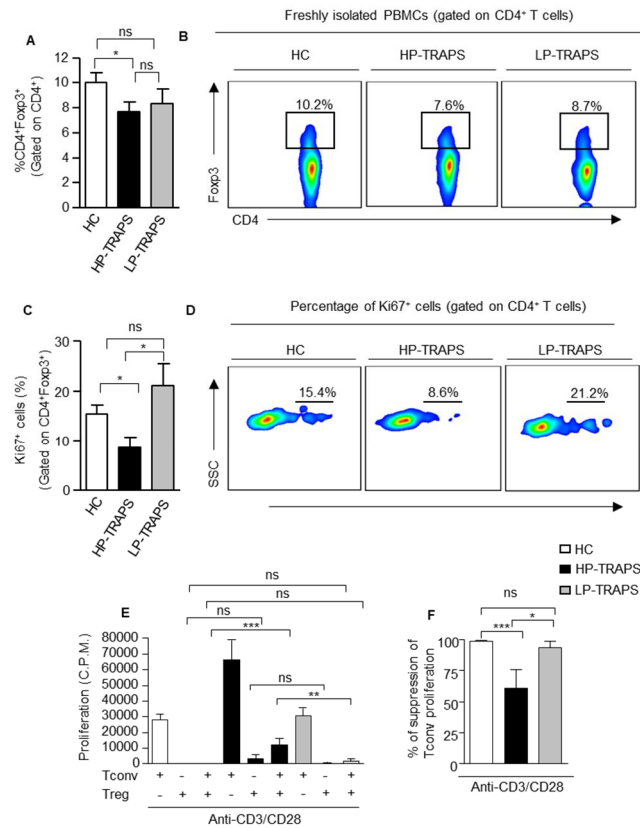 A
ns
*
ns
%CD4⁺Foxp3⁺
(Gated on CD4⁺)
12
10
8
6
4
2
0
HC
HP-TRAPS
LP-TRAPS
B
Freshly isolated PBMCs (gated on CD4⁺ T cells)
HC
HP-TRAPS
LP-TRAPS
10.2%
7.6%
8.7%
Foxp3
CD4
C
ns
*
*
Ki67⁺ cells (%)
(Gated on CD4⁺Foxp3⁺)
30
20
10
0
HC
HP-TRAPS
LP-TRAPS
D
Percentage of Ki67⁺ cells (gated on CD4⁺ T cells)
HC
HP-TRAPS
LP-TRAPS
15.4%
8.6%
21.2%
SSC
HC
HP-TRAPS
LP-TRAPS
E
ns
ns
ns
***
ns
**
Proliferation (C.P.M.)
80000
70000
60000
50000
40000
30000
20000
10000
0
Tconv + - + + - + + - +
Treg - + + - + + - + +
Anti-CD3/CD28
F
ns
***
*
% of suppression of
Tconv proliferation
100
75
50
25
0
Anti-CD3/CD28